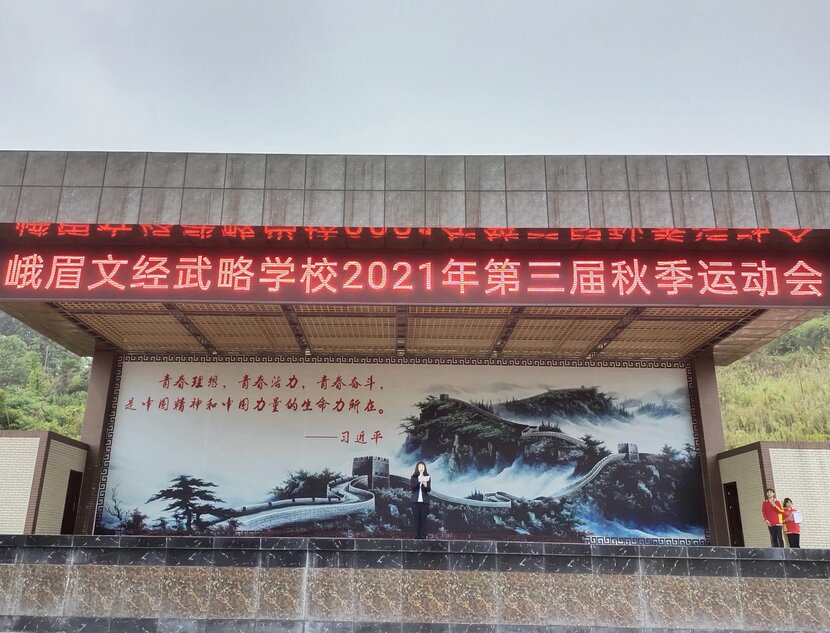 峨眉文经武略学校2021年第三届秋季运动会
青春理想，青春活力，青春奋斗，
是中国精神和中国力量的生命力所在。
——习近平